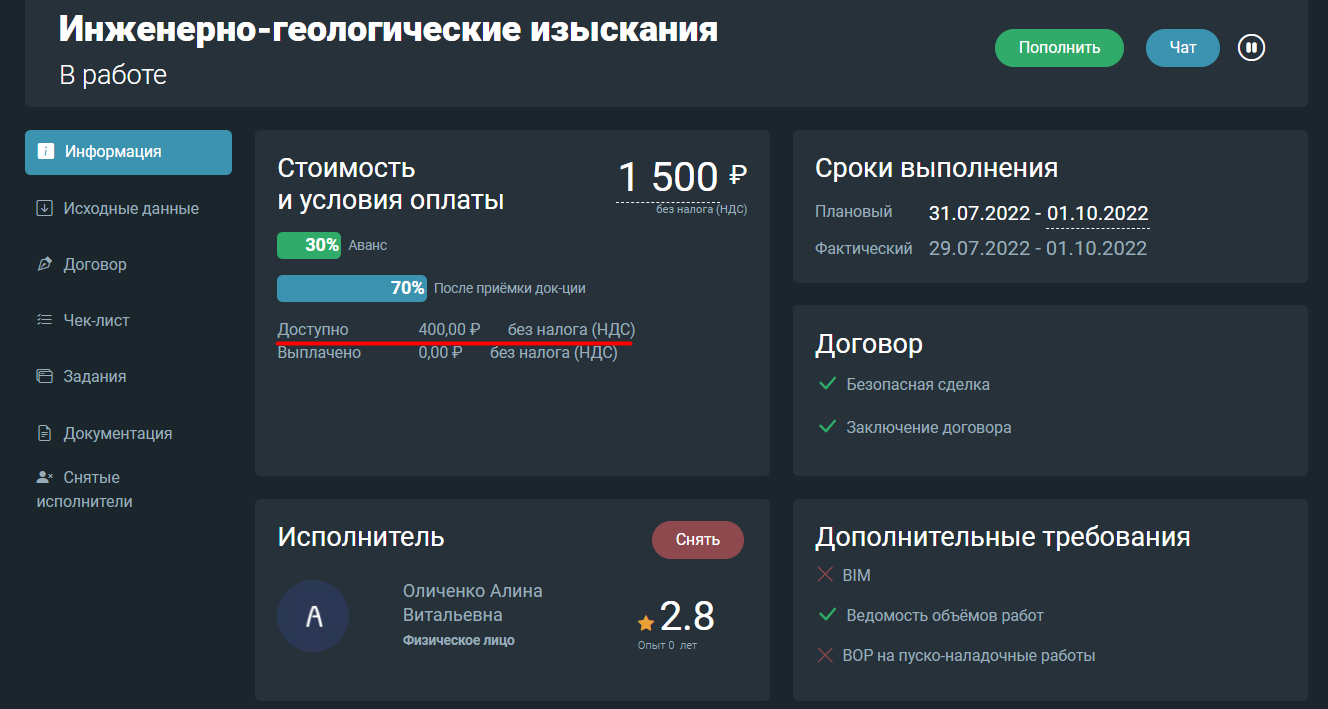 Инженерно-геологические изыскания
В работе
Пополнить
Чат
Информация
Исходные данные
Договор
Чек-лист
Задания
Документация
Снятые
исполнители
Стоимость
и условия оплаты
1 500 ₽
без налога (НДС)
30% Аванс
70% После приёмки док-ции
Доступно 400,00 ₽ без налога (НДС)
Выплачено 0,00 ₽ без налога (НДС)
Сроки выполнения
Плановый 31.07.2022 - 01.10.2022
Фактический 29.07.2022 - 01.10.2022
Договор
Безопасная сделка
Заключение договора
Исполнитель
Снять
А
Оличенко Алина
Витальевна
Физическое лицо
2.8
Опыт 0 лет
Дополнительные требования
BIM
Ведомость объёмов работ
ВОР на пуско-наладочные работы